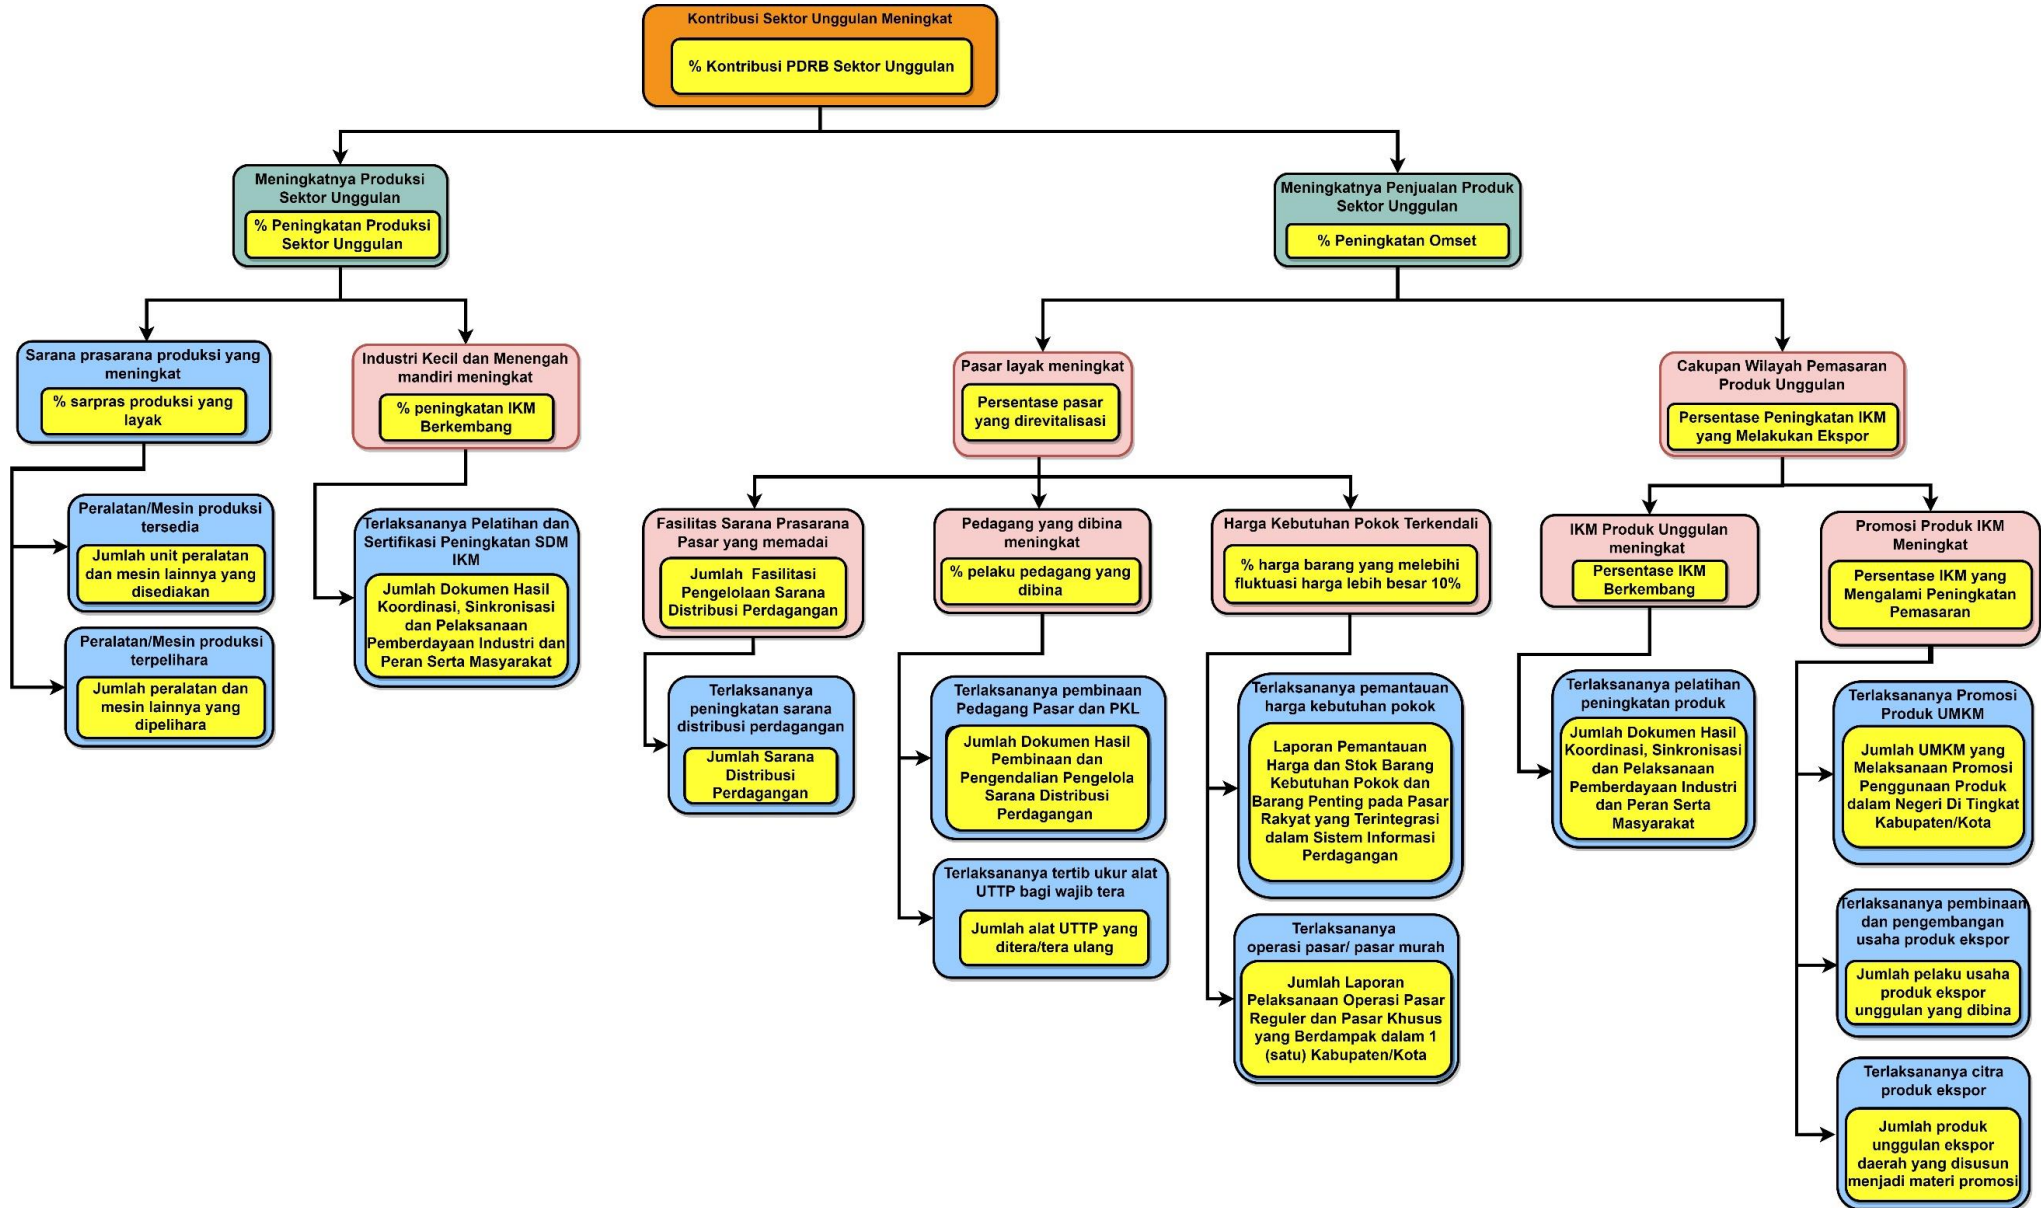 Kontribusi Sektor Unggulan Meningkat
% Kontribusi PDRB Sektor Unggulan
Meningkatnya Produksi
Sektor Unggulan
% Peningkatan Produksi
Sektor Unggulan
Meningkatnya Penjualan Produk
Sektor Unggulan
% Peningkatan Omset
Sarana prasarana produksi yang
meningkat
% sarpras produksi yang
layak
Industri Kecil dan Menengah
mandiri meningkat
% peningkatan IKM
Berkembang
Pasar layak meningkat
Persentase pasar
yang direvitalisasi
Cakupan Wilayah Pemasaran
Produk Unggulan
Persentase Peningkatan IKM
yang Melakukan Ekspor
Peralatan/Mesin produksi
tersedia
Jumlah unit peralatan
dan mesin lainnya yang
disediakan
Peralatan/Mesin produksi
terpelihara
Jumlah peralatan dan
mesin lainnya yang
dipelihara
Terlaksananya Pelatihan dan
Sertifikasi Peningkatan SDM
IKM
Jumlah Dokumen Hasil
Koordinasi, Sinkronisasi
dan Pelaksanaan
Pemberdayaan Industri dan
Peran Serta Masyarakat
Fasilitas Sarana Prasarana
Pasar yang memadai
Jumlah Fasilitasi
Pengelolaan Sarana
Distribusi Perdagangan
Terlaksananya
peningkatan sarana
distribusi perdagangan
Jumlah Sarana
Distribusi
Perdagangan
Pedagang yang dibina
meningkat
% pelaku pedagang yang
dibina
Terlaksananya pembinaan
Pedagang Pasar dan PKL
Jumlah Dokumen Hasil
Pembinaan dan
Pengendalian Pengelola
Sarana Distribusi
Perdagangan
Terlaksananya tertib ukur alat
UTTP bagi wajib tera
Jumlah alat UTTP yang
ditera/tera ulang
Harga Kebutuhan Pokok Terkendali
% harga barang yang melebihi
fluktuasi harga lebih besar 10%
Terlaksananya pemantauan
harga kebutuhan pokok
Laporan Pemantauan
Harga dan Stok Barang
Kebutuhan Pokok dan
Barang Penting pada Pasar
Rakyat yang Terintegrasi
dalam Sistem Informasi
Perdagangan
Terlaksananya
operasi pasar/ pasar murah
Jumlah Laporan
Pelaksanaan Operasi Pasar
Reguler dan Pasar Khusus
yang Berdampak dalam 1
(satu) Kabupaten/Kota
IKM Produk Unggulan
meningkat
Persentase IKM
Berkembang
Terlaksananya pelatihan
peningkatan produk
Jumlah Dokumen Hasil
Koordinasi, Sinkronisasi
dan Pelaksanaan
Pemberdayaan Industri
dan Peran Serta
Masyarakat
Promosi Produk IKM
Meningkat
Persentase IKM yang
Mengalami Peningkatan
Pemasaran
Terlaksananya Promosi
Produk UMKM
Jumlah UMKM yang
Melaksanaan Promosi
Penggunaan Produk
dalam Negeri Di Tingkat
Kabupaten/Kota
Terlaksananya pembinaan
dan pengembangan
usaha produk ekspor
Jumlah pelaku usaha
produk ekspor
unggulan yang dibina
Terlaksananya citra
produk ekspor
Jumlah produk
unggulan ekspor
daerah yang disusun
menjadi materi promosi